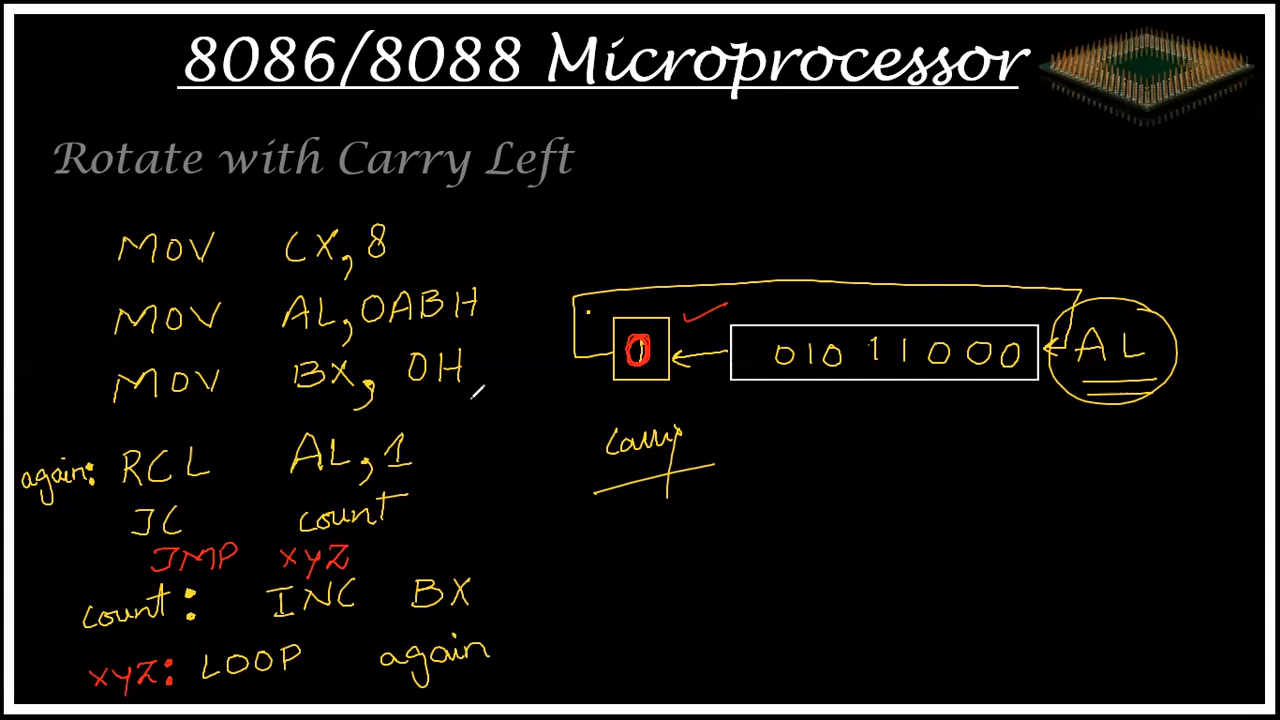 8086/8088 Microprocessor
Rotate with Carry Left
MOV CX, 8
MOV AL, 0ABH
MOV BX, 0H
again: RCL AL, 1
JC count
JMP xyz
count: INC BX
xyz: LOOP again
0 01011000 AL
Carry